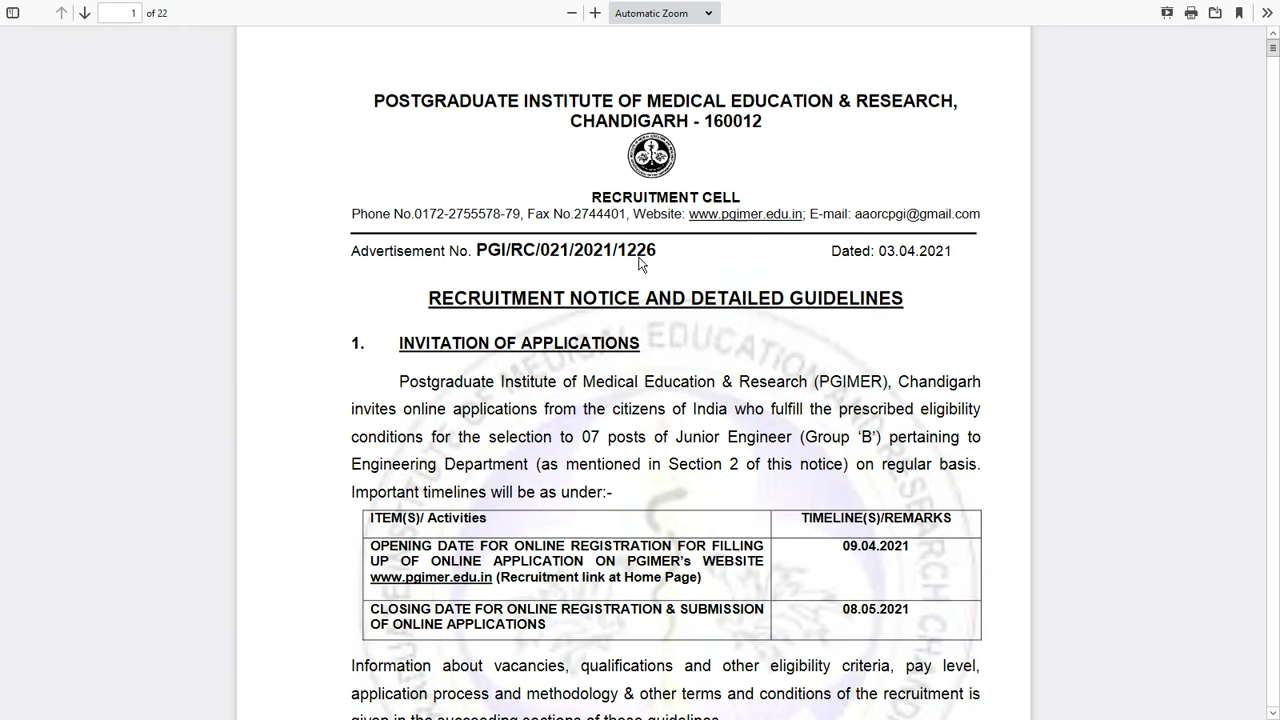 1 of 22 Automatic Zoom
POSTGRADUATE INSTITUTE OF MEDICAL EDUCATION & RESEARCH,
CHANDIGARH - 160012
RECRUITMENT CELL
Phone No.0172-2755578-79, Fax No.2744401, Website: www.pgimer.edu.in; E-mail: aaorcpgi@gmail.com
Advertisement No. PGI/RC/021/2021/1226 Dated: 03.04.2021
RECRUITMENT NOTICE AND DETAILED GUIDELINES
1. INVITATION OF APPLICATIONS
Postgraduate Institute of Medical Education & Research (PGIMER), Chandigarh
invites online applications from the citizens of India who fulfill the prescribed eligibility
conditions for the selection to 07 posts of Junior Engineer (Group ‘B’) pertaining to
Engineering Department (as mentioned in Section 2 of this notice) on regular basis.
Important timelines will be as under:-
ITEM(S)/ Activities TIMELINE(S)/REMARKS
OPENING DATE FOR ONLINE REGISTRATION FOR FILLING 09.04.2021
UP OF ONLINE APPLICATION ON PGIMER's WEBSITE
www.pgimer.edu.in (Recruitment link at Home Page)
CLOSING DATE FOR ONLINE REGISTRATION & SUBMISSION 08.05.2021
OF ONLINE APPLICATIONS
Information about vacancies, qualifications and other eligibility criteria, pay level,
application process and methodology & other terms and conditions of the recruitment is
given in the succeeding sections of these guidelines.